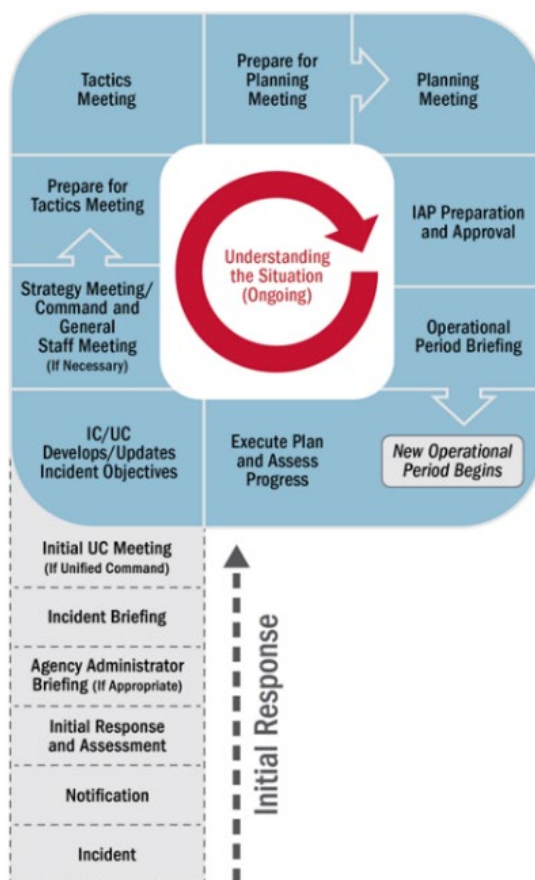 Tactics
Meeting
Prepare for
Planning
Meeting
Planning
Meeting
Prepare for
Tactics Meeting
Understanding
the Situation
(Ongoing)
IAP Preparation
and Approval
Strategy Meeting/
Command and
General
Staff Meeting
(If Necessary)
Operational
Period Briefing
IC/UC
Develops/Updates
Incident Objectives
Execute Plan
and Assess
Progress
New Operational
Period Begins
Initial UC Meeting
(If Unified Command)
Incident Briefing
Agency Administrator
Briefing (If Appropriate)
Initial Response
and Assessment
Notification
Incident
Initial Response